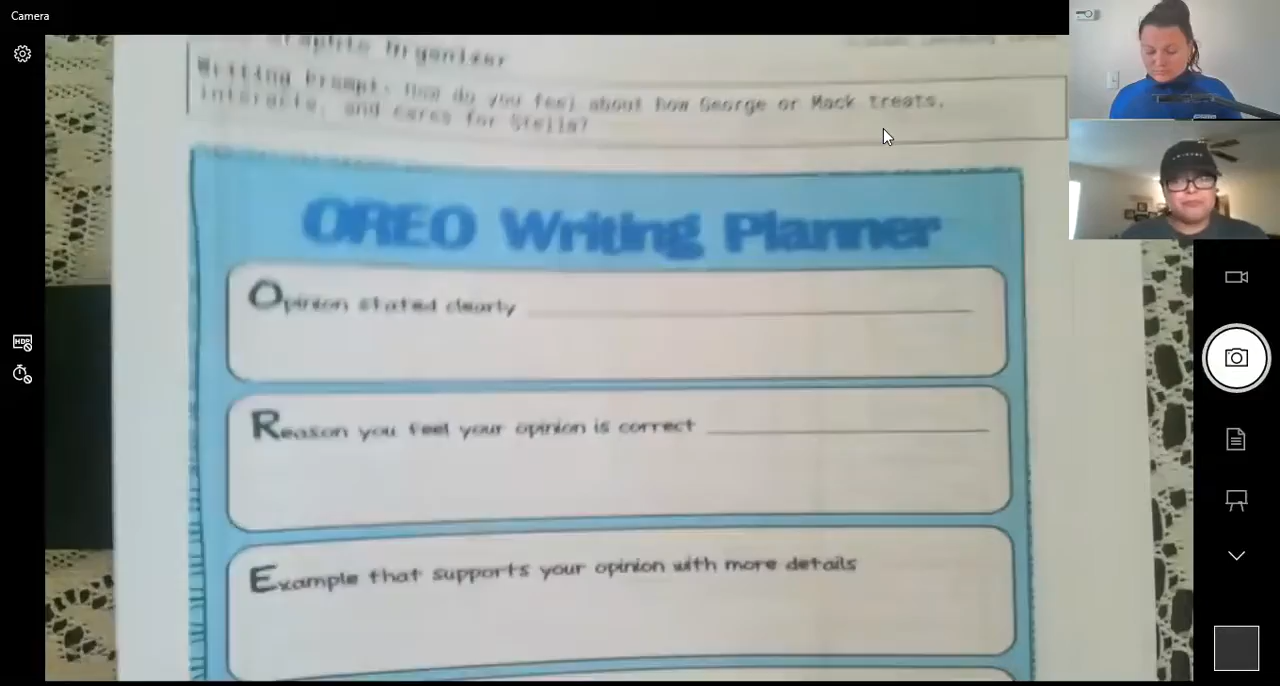 Camera
Graphic Organizer
Writing Prompt: How do you feel about how George or Mack treats,
interacts, and cares for Stella?
OREO Writing Planner
Opinion stated clearly
Reason you feel your opinion is correct
Example that supports your opinion with more details